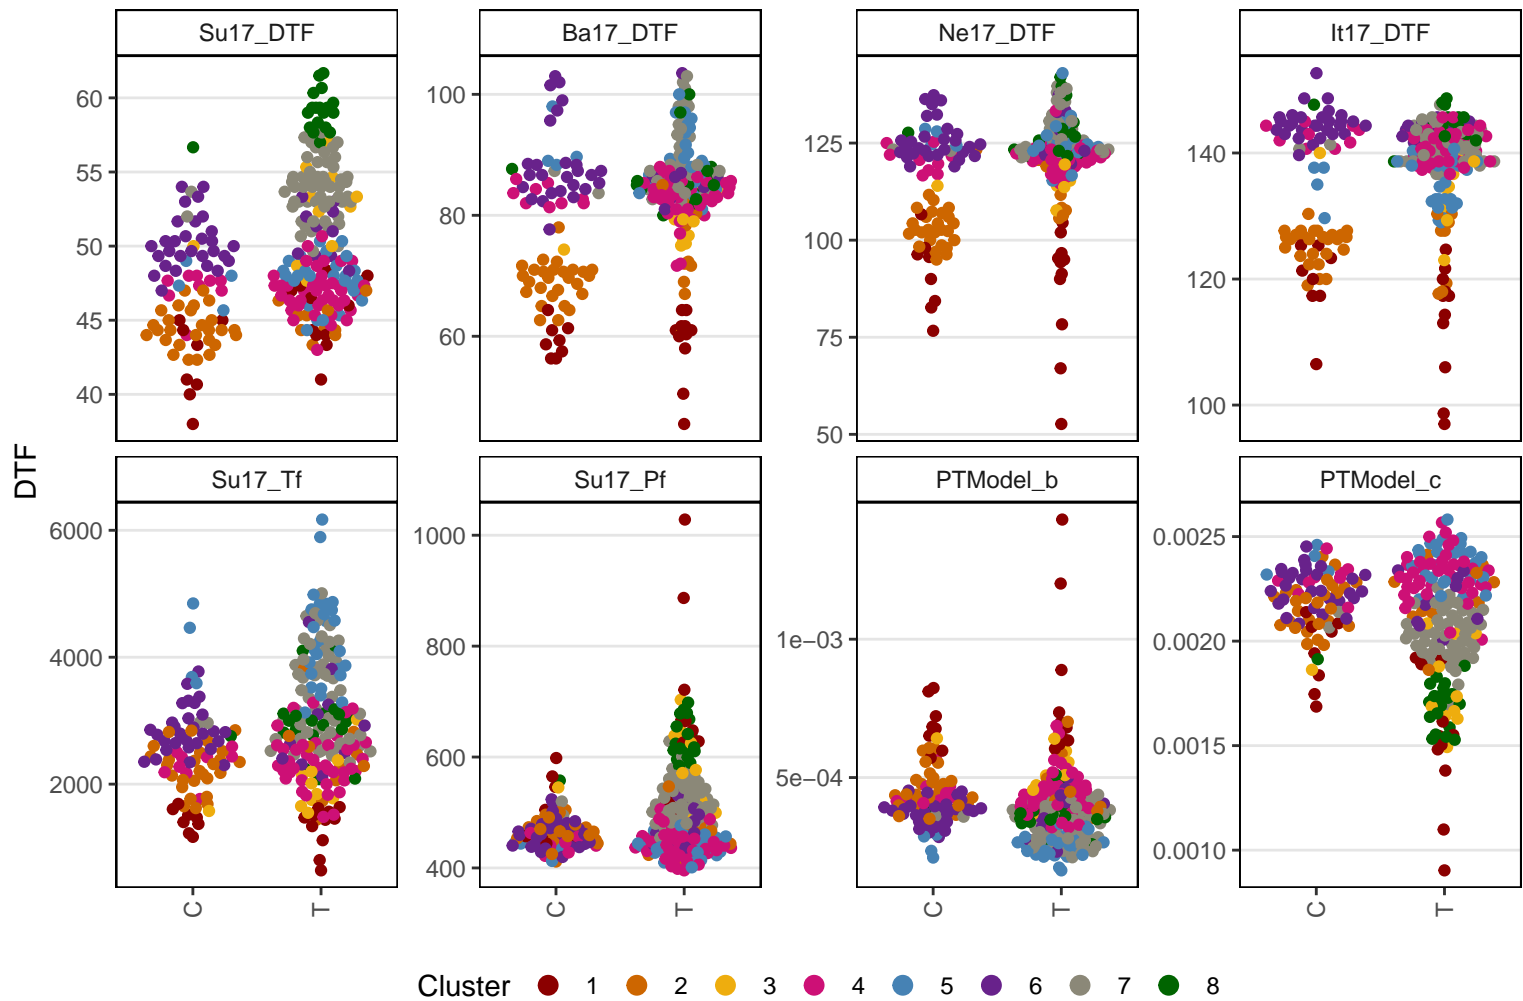 Su17_DTF
Ba17_DTF
Ne17_DTF
It17_DTF
60
55
50
45
40
100
80
60
125
100
75
50
140
120
100
DTF
Su17_Tf
Su17_Pf
PTModel_b
PTModel_c
6000
4000
2000
1000
800
600
400
1e−03
5e−04
0.0025
0.0020
0.0015
0.0010
C
T
C
T
C
T
C
T
Cluster 1 2 3 4 5 6 7 8